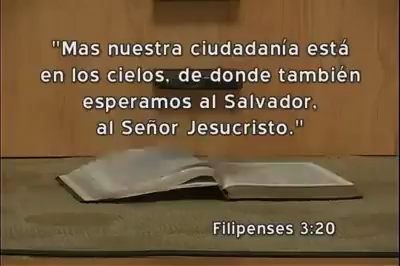 "Mas nuestra ciudadanía está
en los cielos, de donde también
esperamos al Salvador,
al Señor Jesucristo."
Filipenses 3:20